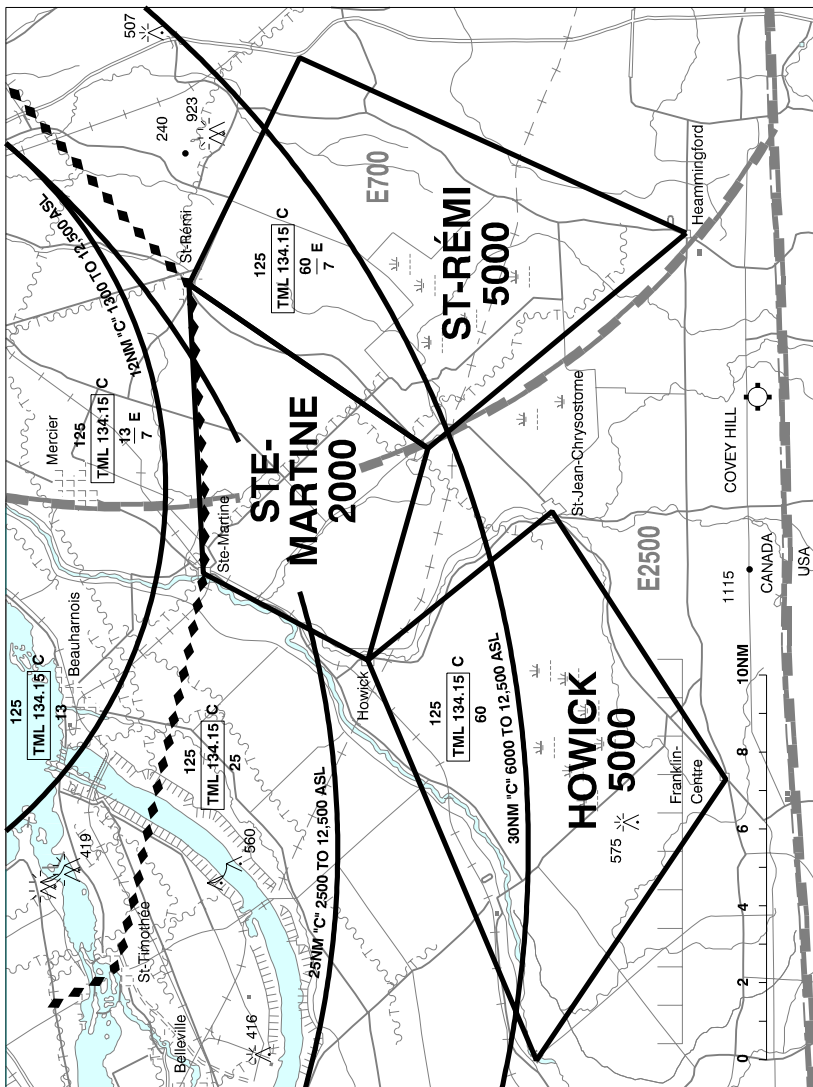 507
923
240
12NM "C" 1300 TO 12,500 ASL
St-Rémi
E700
125
TML 134.15 C
60 E
7
ST-RÉMI
5000
Heammingford
Mercier
125
TML 134.15 C
13 E
7
Ste-Martine
STE-
MARTINE
2000
St-Jean-Chrysostome
COVEY HILL
125
TML 134.15 C
13
Beauharnois
E2500
1115
CANADA
USA
125
TML 134.15 C
25
Howick
125
TML 134.15 C
60
30NM "C" 6000 TO 12,500 ASL
HOWICK
5000
575
Franklin-
Centre
419
560
25NM "C" 2500 TO 12,500 ASL
St-Timothée
Belleville
416
0 2 4 6 8 10NM